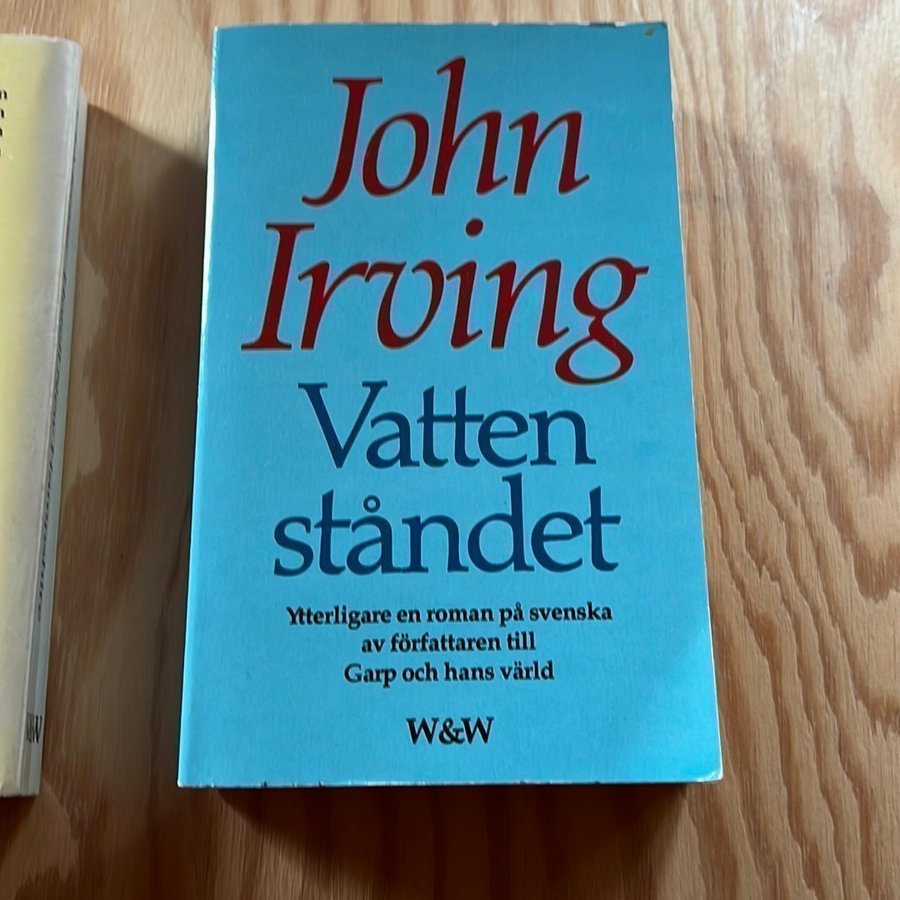 John
Irving
Vatten
ståndet
Ytterligare en roman på svenska
av författaren till
Garp och hans värld
W&W
W&W